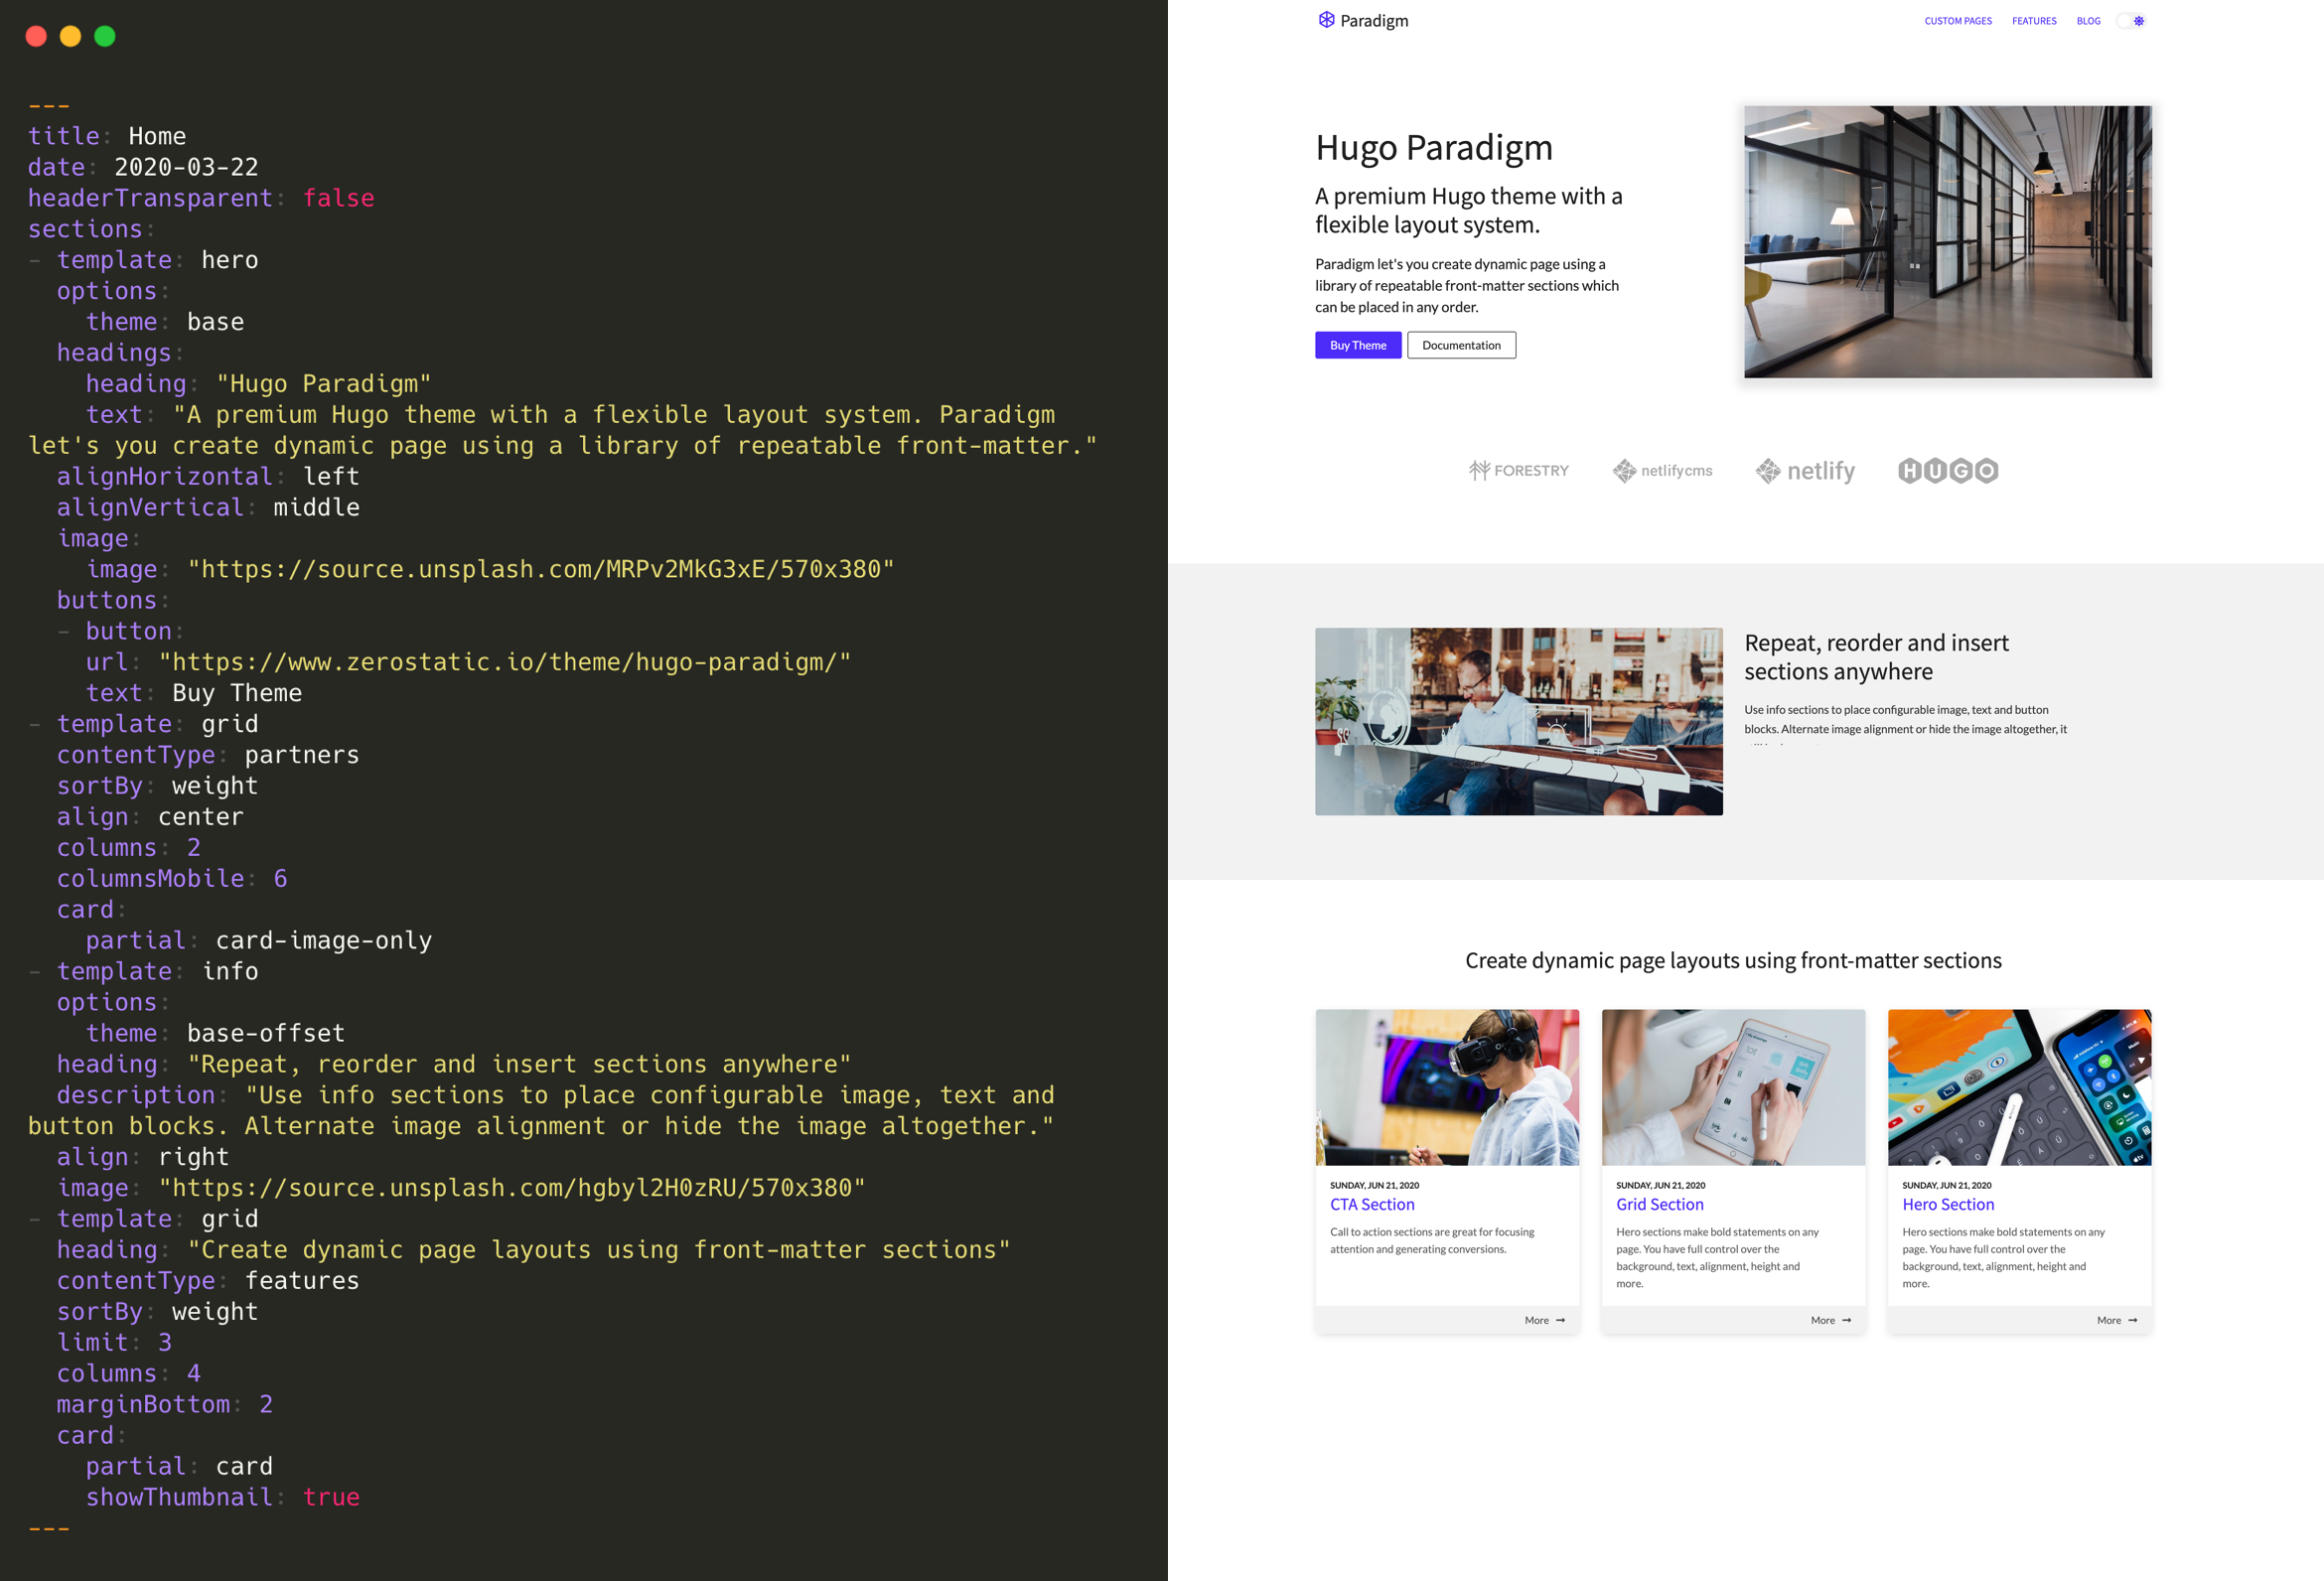 ---
title: Home
date: 2020-03-22
headerTransparent: false
sections:
- template: hero
  options:
    theme: base
  headings:
    heading: "Hugo Paradigm"
    text: "A premium Hugo theme with a flexible layout system. Paradigm
let's you create dynamic page using a library of repeatable front-matter."
  alignHorizontal: left
  alignVertical: middle
  image:
    image: "https://source.unsplash.com/MRPv2MkG3xE/570x380"
  buttons:
  - button:
    url: "https://www.zerostatic.io/theme/hugo-paradigm/"
    text: Buy Theme
- template: grid
  contentType: partners
  sortBy: weight
  align: center
  columns: 2
  columnsMobile: 6
  card:
    partial: card-image-only
- template: info
  options:
    theme: base-offset
  heading: "Repeat, reorder and insert sections anywhere"
  description: "Use info sections to place configurable image, text and
button blocks. Alternate image alignment or hide the image altogether."
  align: right
  image: "https://source.unsplash.com/hgbyl2H0zRU/570x380"
- template: grid
  heading: "Create dynamic page layouts using front-matter sections"
  contentType: features
  sortBy: weight
  limit: 3
  columns: 4
  marginBottom: 2
  card:
    partial: card
    showThumbnail: true
---
Paradigm
CUSTOM PAGES FEATURES BLOG
Hugo Paradigm
A premium Hugo theme with a
flexible layout system.
Paradigm let's you create dynamic page using a
library of repeatable front-matter sections which
can be placed in any order.
Buy Theme Documentation
FORESTRY netlifycms netlify HUGO
Repeat, reorder and insert
sections anywhere
Use info sections to place configurable image, text and button
blocks. Alternate image alignment or hide the image altogether, it
Create dynamic page layouts using front-matter sections
SUNDAY, JUN 21, 2020
CTA Section
Call to action sections are great for focusing
attention and generating conversions.
More →
SUNDAY, JUN 21, 2020
Grid Section
Hero sections make bold statements on any
page. You have full control over the
background, text, alignment, height and
more.
More →
SUNDAY, JUN 21, 2020
Hero Section
Hero sections make bold statements on any
page. You have full control over the
background, text, alignment, height and
more.
More →